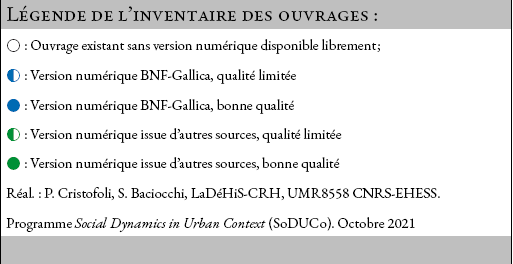 Légende de l'inventaire des ouvrages :
: Ouvrage existant sans version numérique disponible librement;
: Version numérique BNF-Gallica, qualité limitée
: Version numérique BNF-Gallica, bonne qualité
: Version numérique issue d'autres sources, qualité limitée
: Version numérique issue d'autres sources, bonne qualité
Réal. : P. Cristofoli, S. Baciocchi, LaDéHiS-CRH, UMR8558 CNRS-EHESS.
Programme Social Dynamics in Urban Context (SoDUCo). Octobre 2021